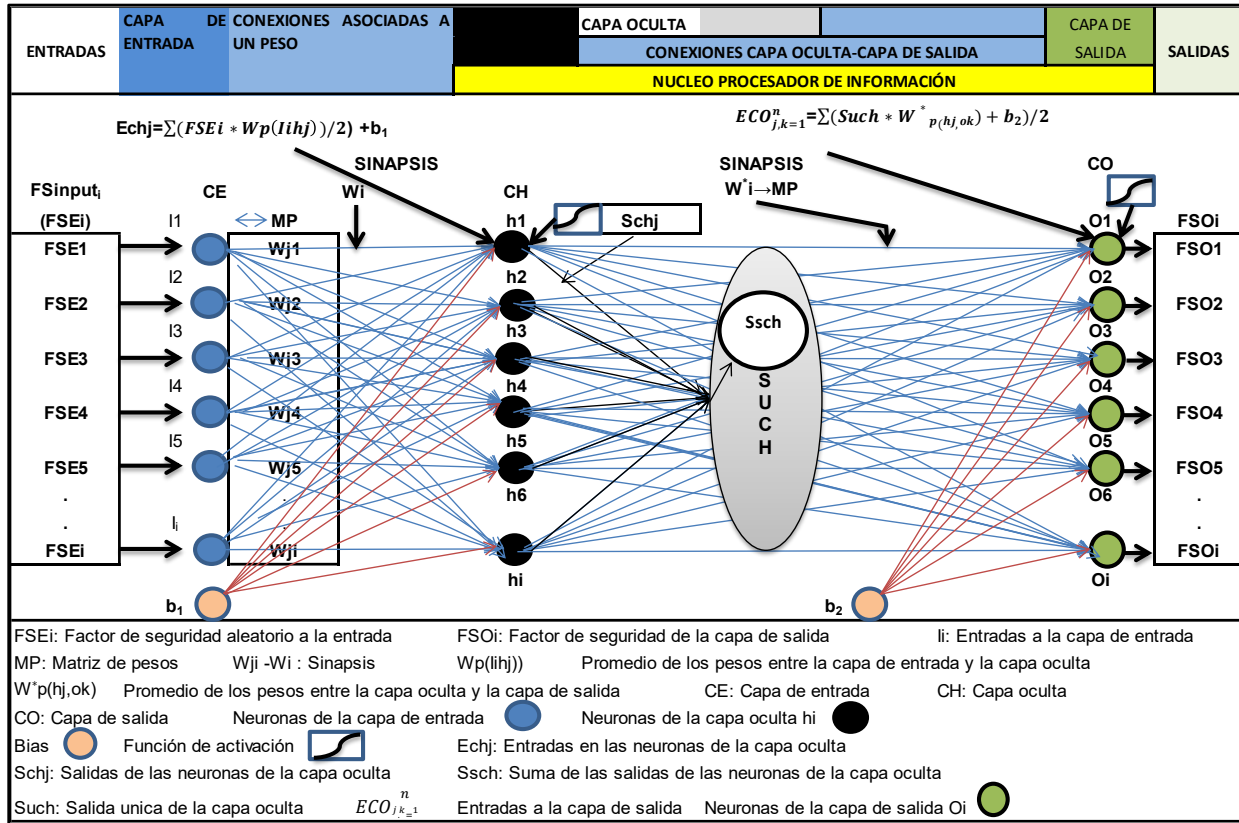 ENTRADAS
CAPA DE
ENTRADA
CONEXIONES ASOCIADAS A
UN PESO
CAPA OCULTA
CONEXIONES CAPA OCULTA-CAPA DE SALIDA
CAPA DE
SALIDA
SALIDAS
NUCLEO PROCESADOR DE INFORMACIÓN
Echj=∑(FSEi * Wp(Iihj))/2) +b₁
ECOⁿj,k=1=∑(Such * W*p(hj,ok) + b₂)/2
SINAPSIS
Wi
SINAPSIS
W*i→MP
FSinputᵢ
(FSEi)
CE
MP
CH
Schj
CO
FSOi
I1
I2
I3
I4
I5
Iᵢ
FSE1
FSE2
FSE3
FSE4
FSE5
.
.
FSEi
Wj1
Wj2
Wj3
Wj4
Wj5
.
.
Wji
h1
h2
h3
h4
h5
h6
hi
Ssch
S
U
C
H
O1
O2
O3
O4
O5
O6
Oi
FSO1
FSO2
FSO3
FSO4
FSO5
.
.
FSOi
b₁
b₂
FSEi: Factor de seguridad aleatorio a la entrada FSOi: Factor de seguridad de la capa de salida Ii: Entradas a la capa de entrada
MP: Matriz de pesos Wji -Wi : Sinapsis Wp(Iihj)) Promedio de los pesos entre la capa de entrada y la capa oculta
W*p(hj,ok) Promedio de los pesos entre la capa oculta y la capa de salida CE: Capa de entrada CH: Capa oculta
CO: Capa de salida Neuronas de la capa de entrada Neuronas de la capa oculta hi
Bias Función de activación Echj: Entradas en las neuronas de la capa oculta
Schj: Salidas de las neuronas de la capa oculta Ssch: Suma de las salidas de las neuronas de la capa oculta
Such: Salida unica de la capa oculta ECOⁿj,k=1 Entradas a la capa de salida Neuronas de la capa de salida Oi